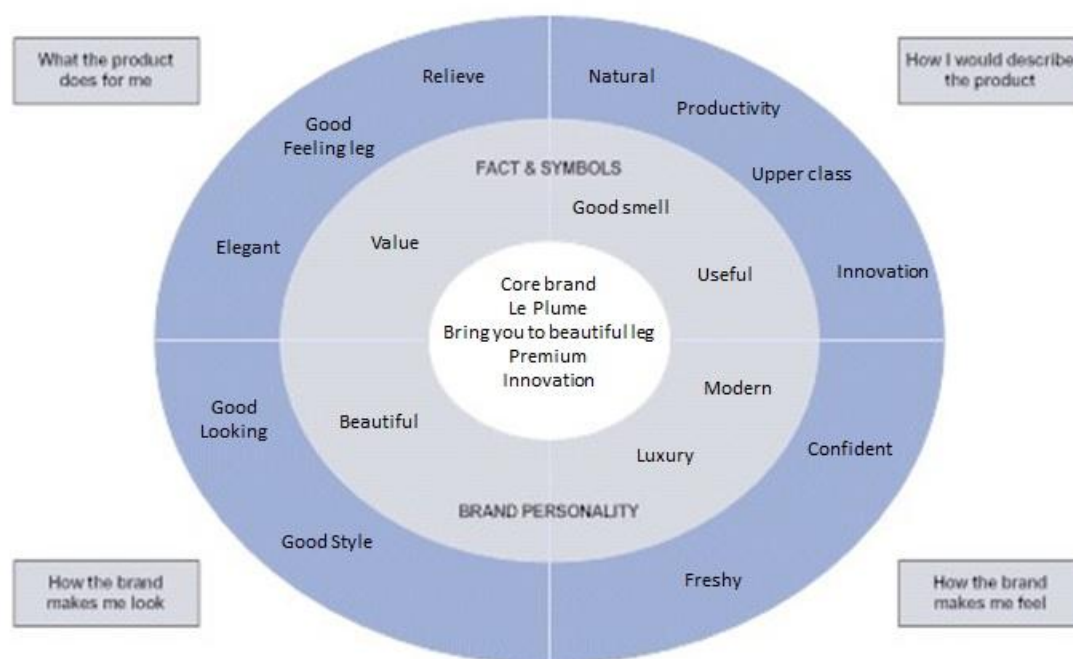 What the product
does for me
How I would describe
the product
Relieve
Natural
Good
Feeling leg
Productivity
Upper class
Elegant
Innovation
FACT & SYMBOLS
Good smell
Value
Useful
Core brand
Le Plume
Bring you to beautiful leg
Premium
Innovation
Modern
Beautiful
Luxury
BRAND PERSONALITY
Good
Looking
Confident
Good Style
Freshy
How the brand
makes me look
How the brand
makes me feel